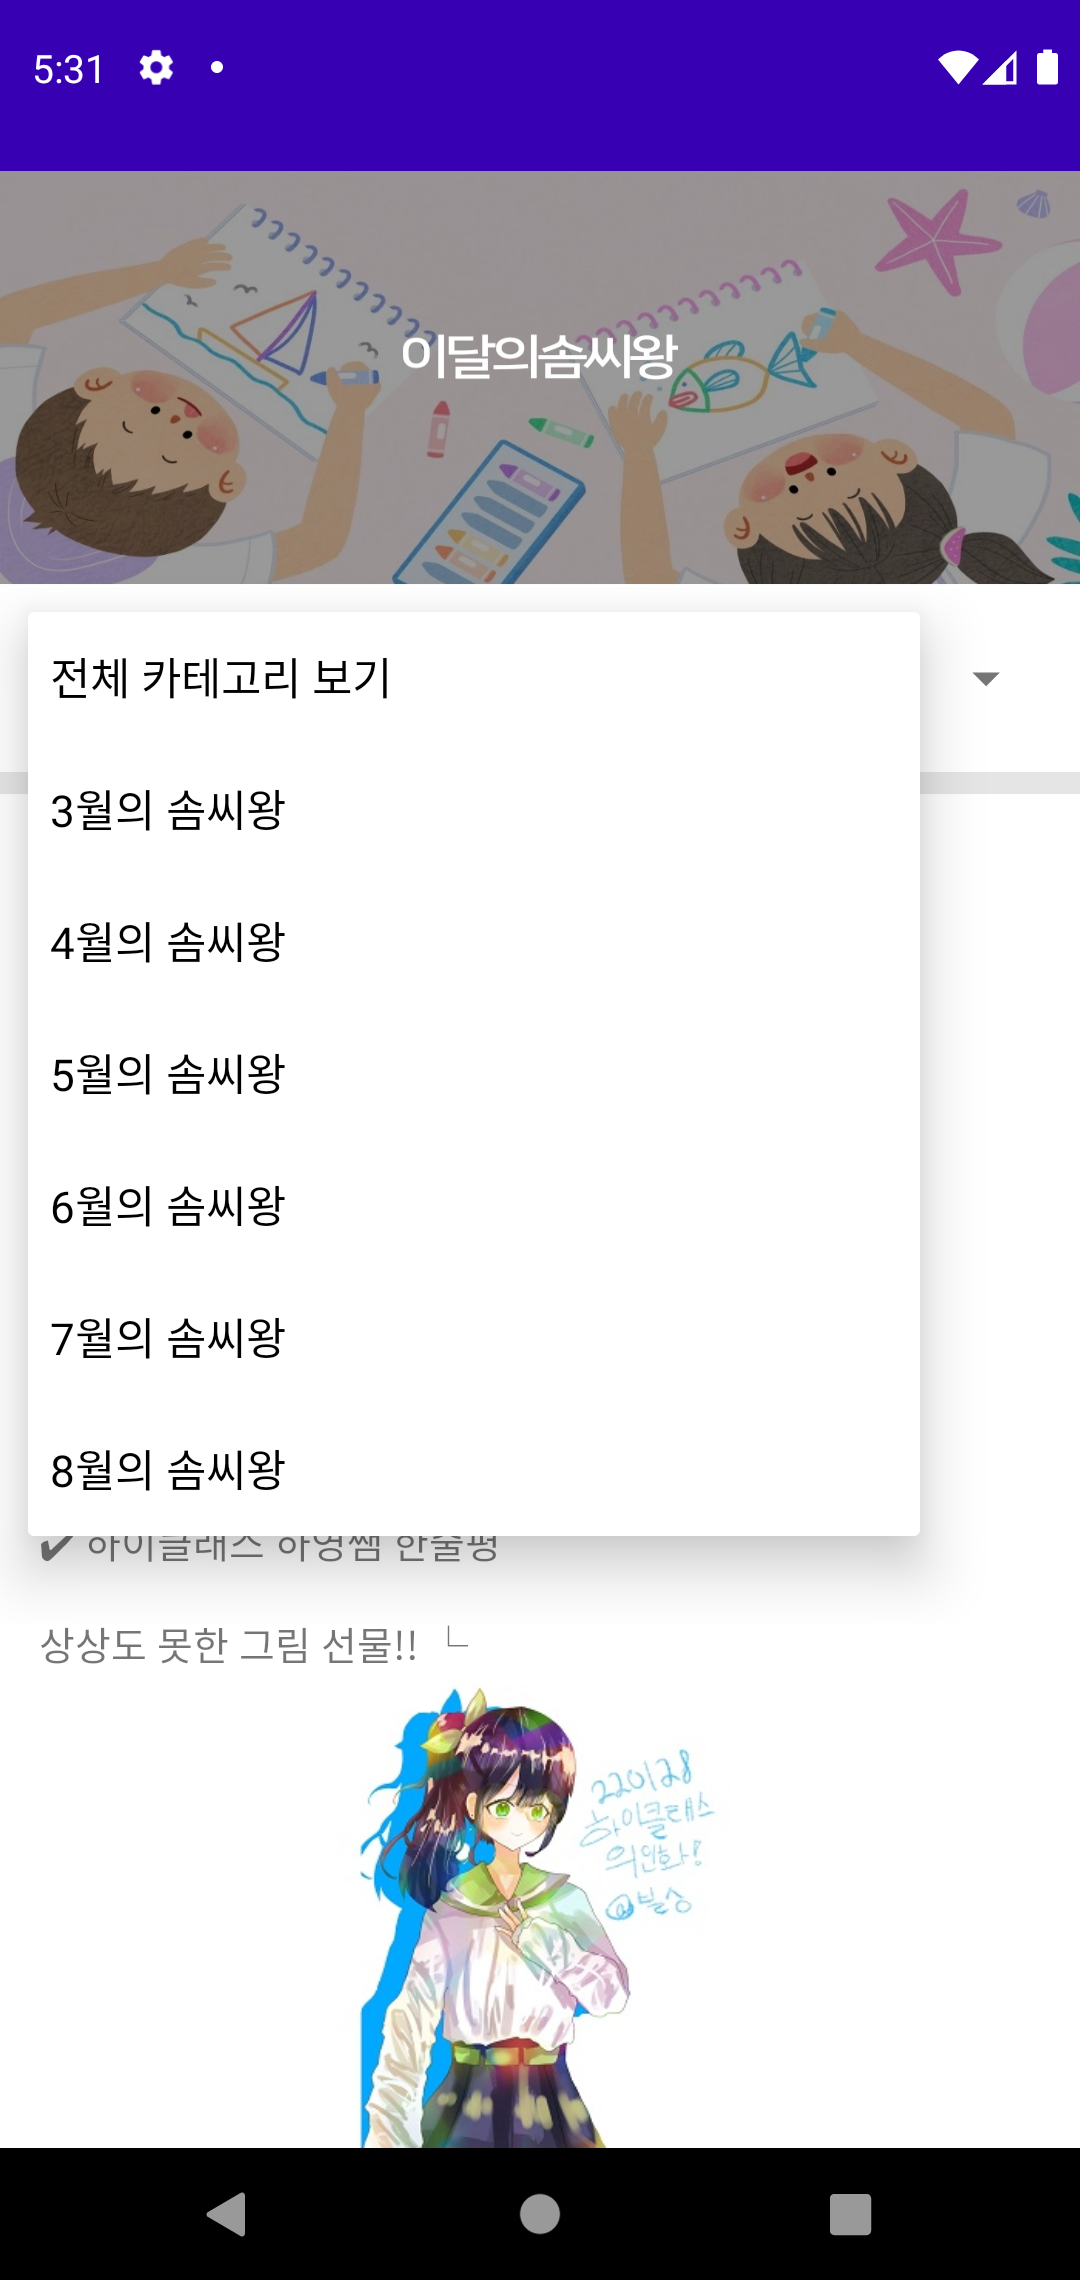 5:31
이달의솜씨왕
전체 카테고리 보기
3월의 솜씨왕
4월의 솜씨왕
5월의 솜씨왕
6월의 솜씨왕
7월의 솜씨왕
8월의 솜씨왕
✔ 하이클래스 하영쌤 한줄평
상상도 못한 그림 선물!! ㄴ
220128
하이클래스
의인화!
@빌싱